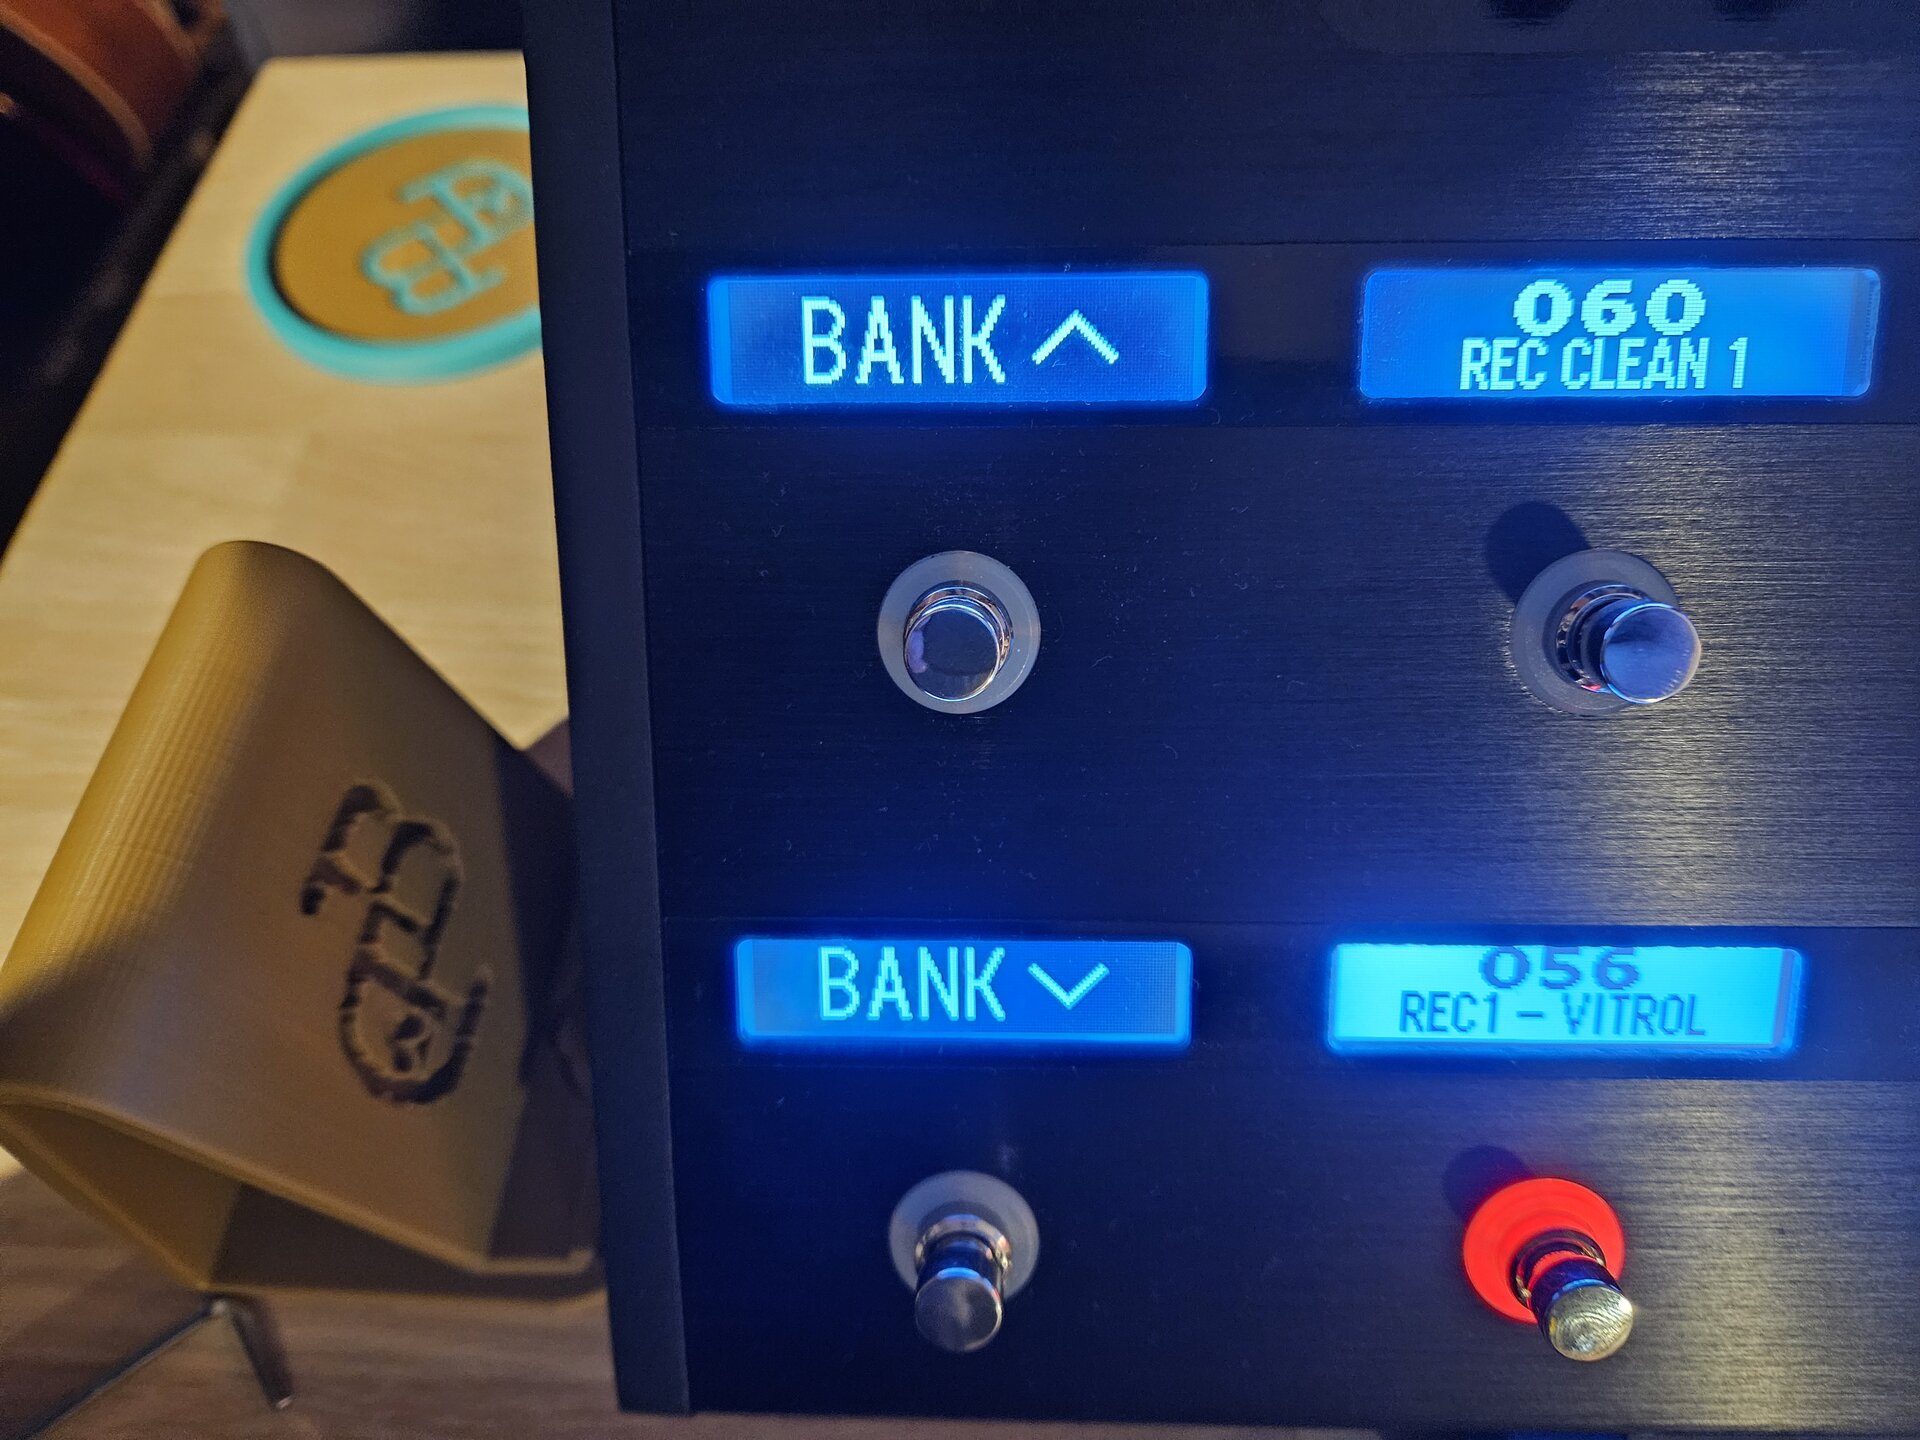 BANK
060
REC CLEAN 1
BANK
056
REC1 - VITROL